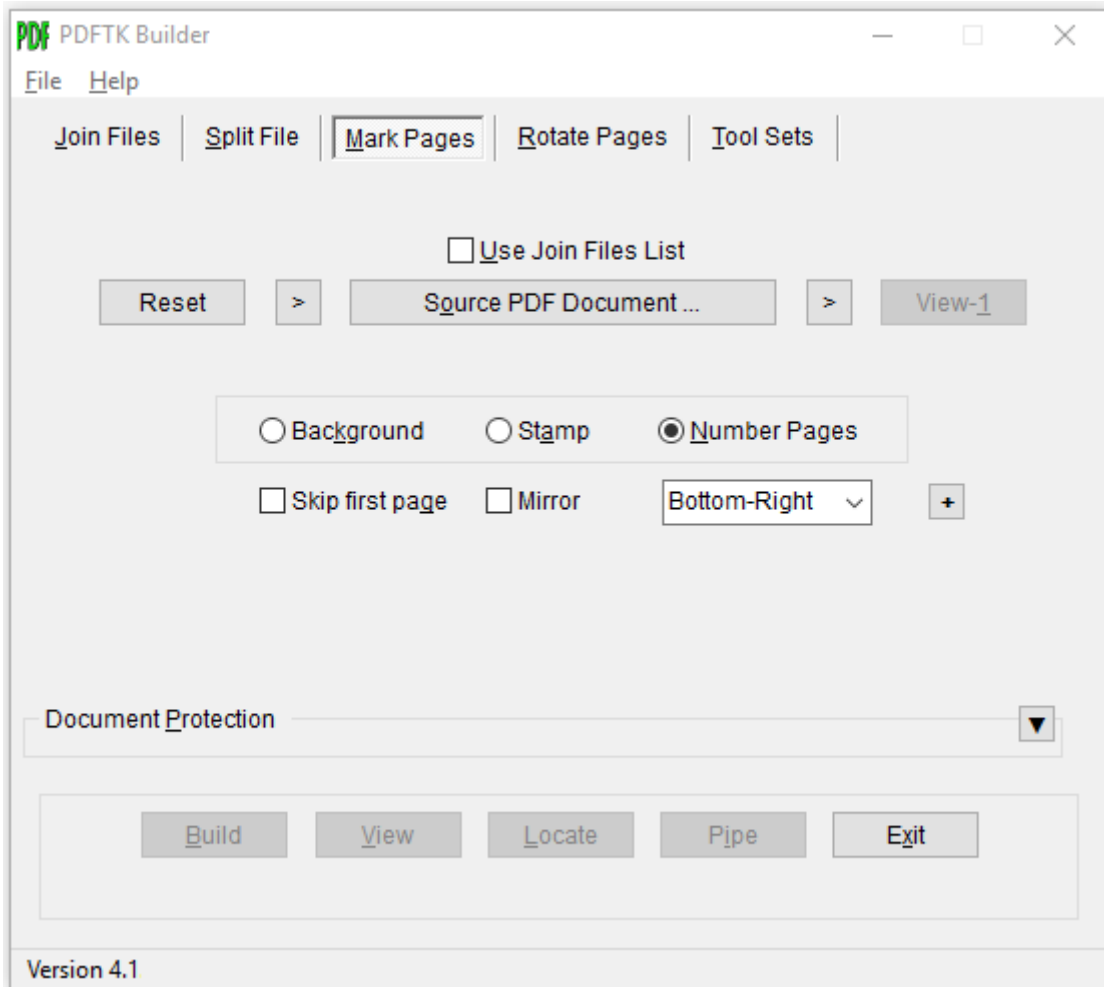 PDF PDFTK Builder
File Help
Join Files Split File Mark Pages Rotate Pages Tool Sets
Use Join Files List
Reset > Source PDF Document ... > View-1
Background Stamp Number Pages
Skip first page Mirror Bottom-Right +
Document Protection
Build View Locate Pipe Exit
Version 4.1